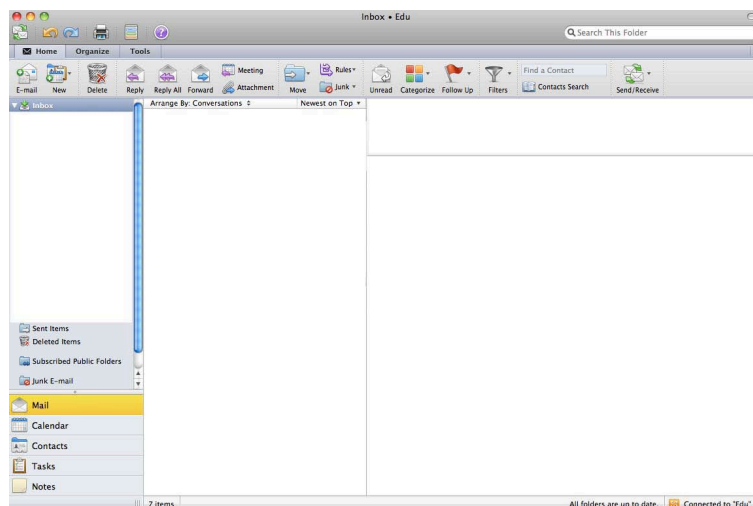 Inbox • Edu
Search This Folder
Home Organize Tools
E-mail New Delete Reply Reply All Forward Meeting Attachment Move Rules Junk Unread Categorize Follow Up Filters Find a Contact Contacts Search Send/Receive
Inbox
Arrange By: Conversations Newest on Top
Sent Items
Deleted Items
Subscribed Public Folders
Junk E-mail
Mail
Calendar
Contacts
Tasks
Notes
7 items All folders are up to date. Connected to "Edu"